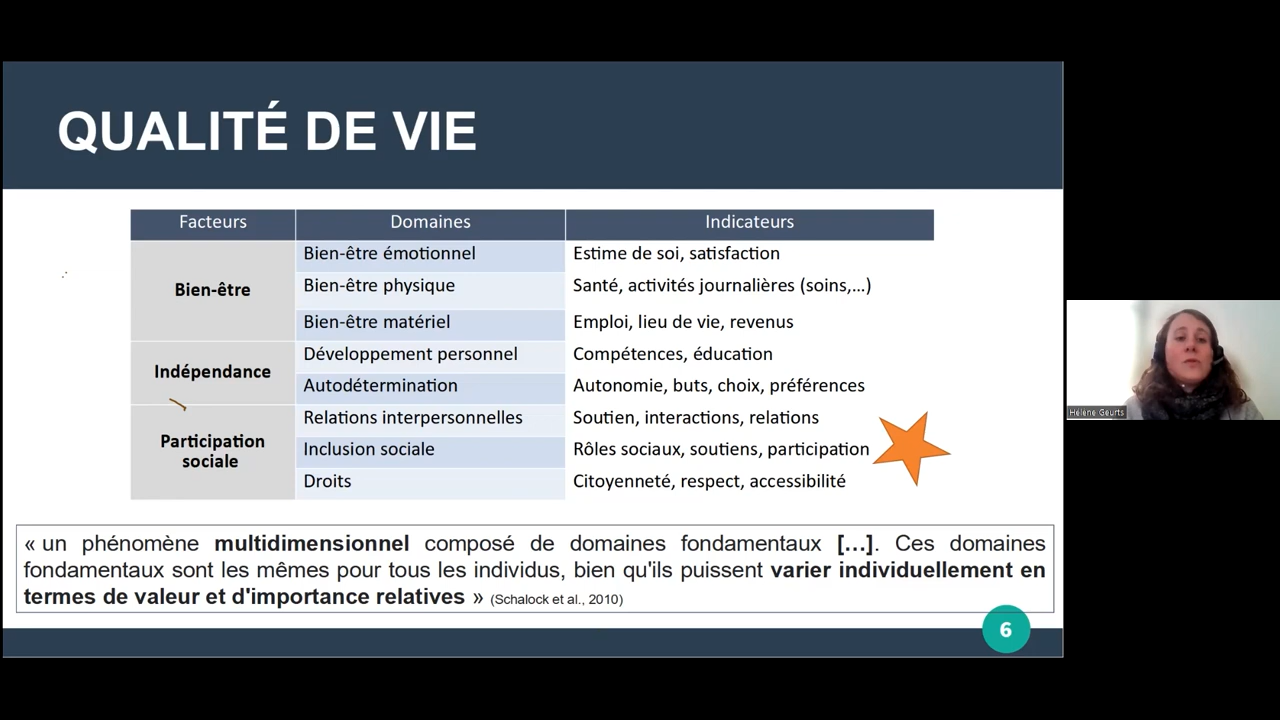 QUALITÉ DE VIE
Facteurs Domaines Indicateurs
Bien-être
Bien-être émotionnel Estime de soi, satisfaction
Bien-être physique Santé, activités journalières (soins,...)
Bien-être matériel Emploi, lieu de vie, revenus
Indépendance
Développement personnel Compétences, éducation
Autodétermination Autonomie, buts, choix, préférences
Participation
sociale
Relations interpersonnelles Soutien, interactions, relations
Inclusion sociale Rôles sociaux, soutiens, participation
Droits Citoyenneté, respect, accessibilité
« un phénomène multidimensionnel composé de domaines fondamentaux […]. Ces domaines
fondamentaux sont les mêmes pour tous les individus, bien qu'ils puissent varier individuellement en
termes de valeur et d'importance relatives » (Schalock et al., 2010)
6
Hélène Geurts